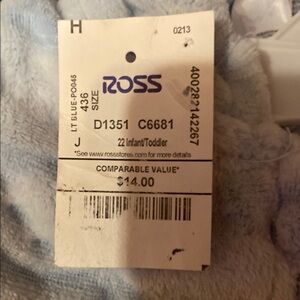 H
0213
ROSS
LT BLUE-PO045
436
SIZE
400282142267
D1351 C6681
J
22 Infant/Toddler
*See www.rossstores.com for more details
COMPARABLE VALUE*
$14.00